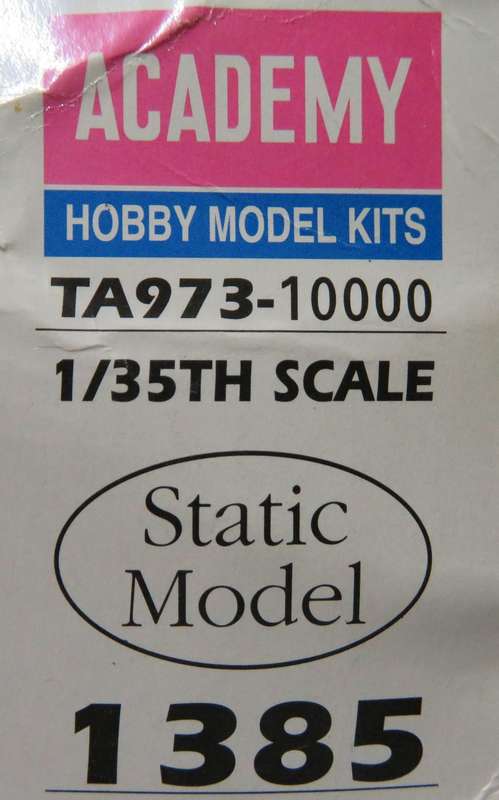 ACADEMY
HOBBY MODEL KITS
TA973-10000
1/35TH SCALE
Static
Model
1385